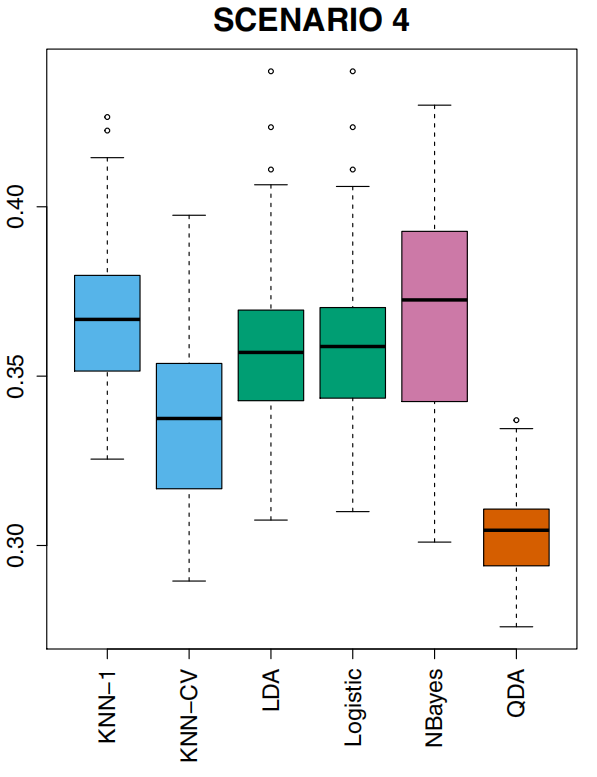 SCENARIO 4
0.40
0.35
0.30
KNN−1
KNN−CV
LDA
Logistic
NBayes
QDA